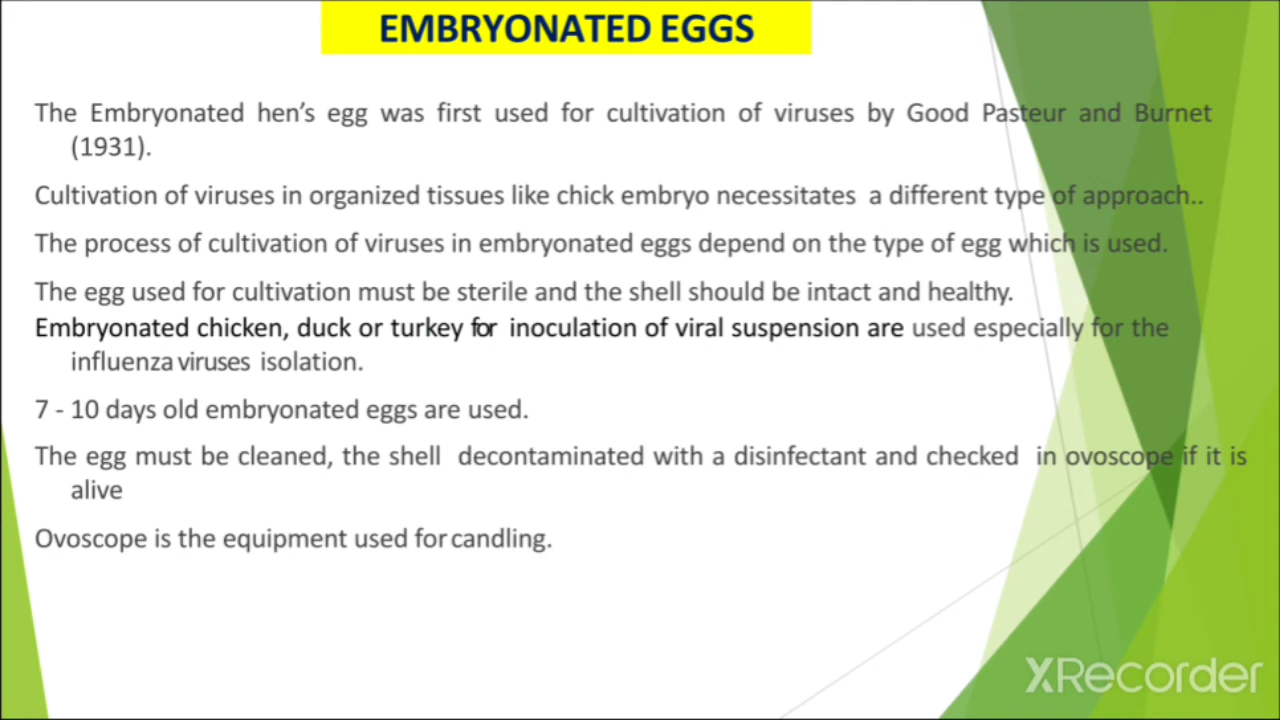 EMBRYONATED EGGS
The Embryonated hen’s egg was first used for cultivation of viruses by Good Pasteur and Burnet
(1931).
Cultivation of viruses in organized tissues like chick embryo necessitates a different type of approach..
The process of cultivation of viruses in embryonated eggs depend on the type of egg which is used.
The egg used for cultivation must be sterile and the shell should be intact and healthy.
Embryonated chicken, duck or turkey for inoculation of viral suspension are used especially for the
influenza viruses isolation.
7 - 10 days old embryonated eggs are used.
The egg must be cleaned, the shell decontaminated with a disinfectant and checked in ovoscope if it is
alive
Ovoscope is the equipment used for candling.
XRecorder